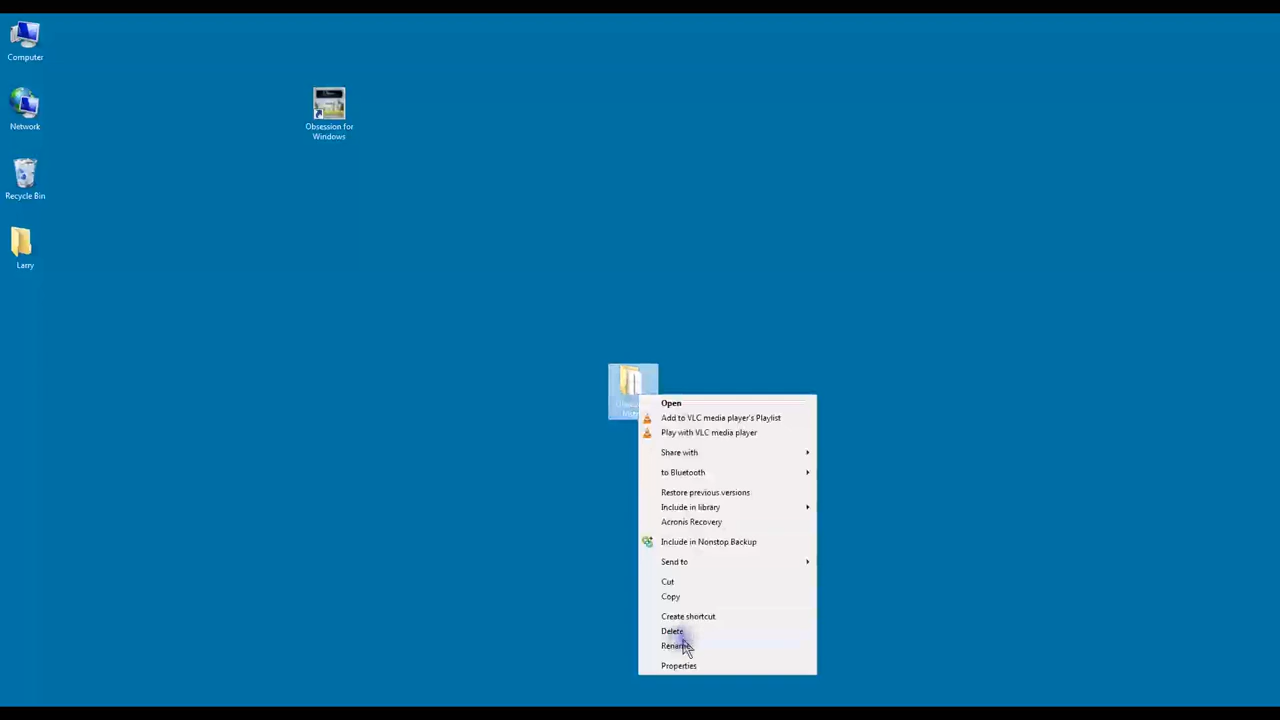 Computer
Network
Recycle Bin
Larry
Obsession for
Windows
Open
Add to VLC media player's Playlist
Play with VLC media player
Share with
to Bluetooth
Restore previous versions
Include in library
Acronis Recovery
Include in Nonstop Backup
Send to
Cut
Copy
Create shortcut
Delete
Rename
Properties